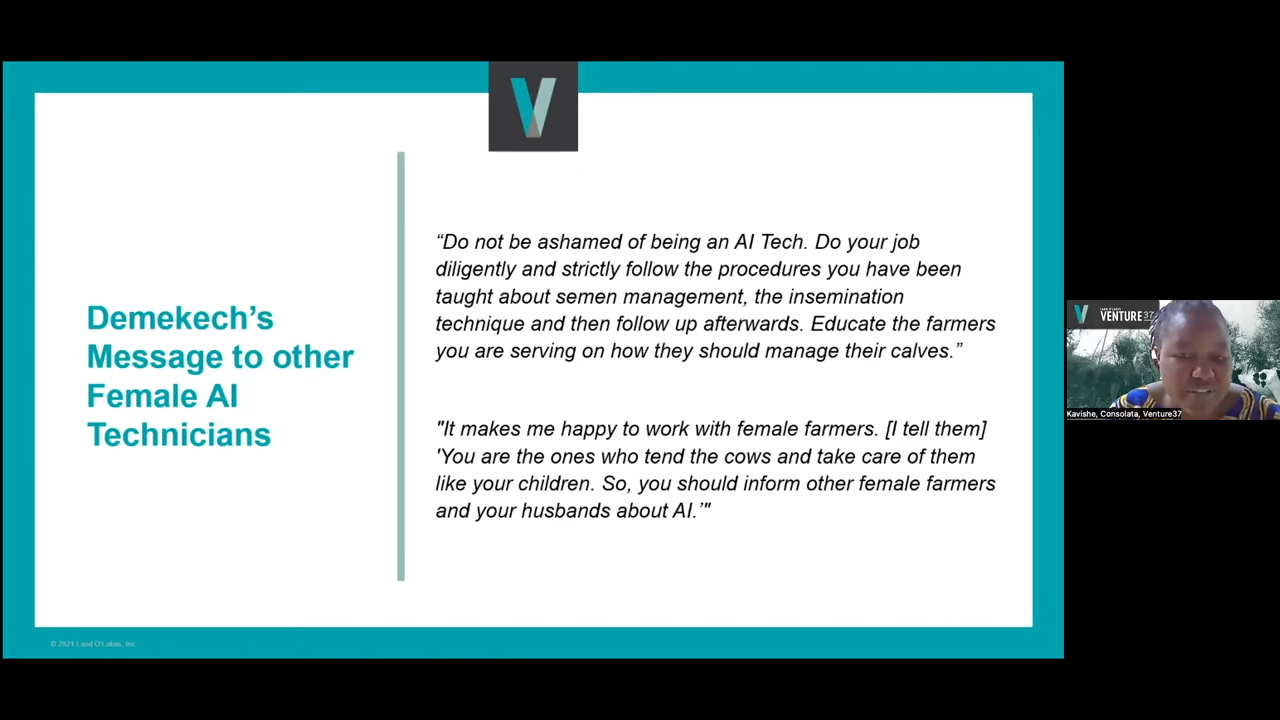 Demekech’s
Message to other
Female AI
Technicians
“Do not be ashamed of being an AI Tech. Do your job
diligently and strictly follow the procedures you have been
taught about semen management, the insemination
technique and then follow up afterwards. Educate the farmers
you are serving on how they should manage their calves.”
"It makes me happy to work with female farmers. [I tell them]
'You are the ones who tend the cows and take care of them
like your children. So, you should inform other female farmers
and your husbands about AI.’"
© 2021 Land O'Lakes, Inc
VENTURE37
Kavishe, Consolata, Venture37